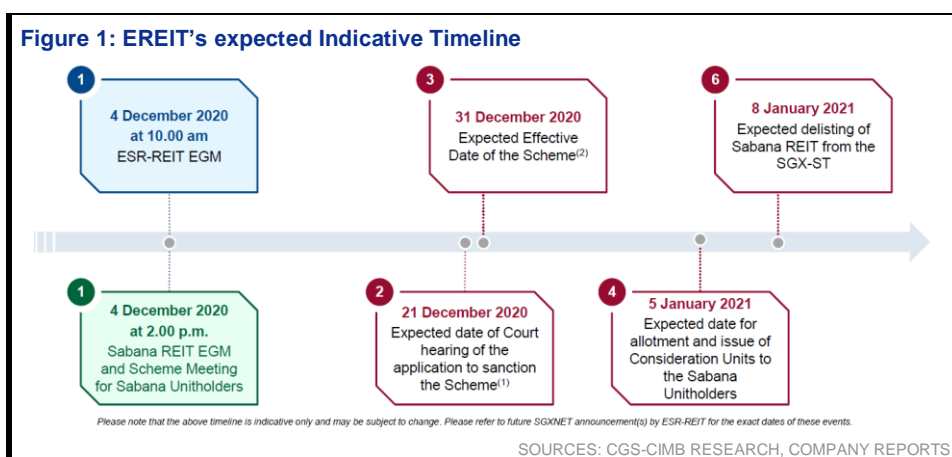 Figure 1: EREIT's expected Indicative Timeline
1
4 December 2020
at 10.00 am
ESR-REIT EGM
3
31 December 2020
Expected Effective
Date of the Scheme(2)
6
8 January 2021
Expected delisting of
Sabana REIT from the
SGX-ST
1
4 December 2020
at 2.00 p.m.
Sabana REIT EGM
and Scheme Meeting
for Sabana Unitholders
2
21 December 2020
Expected date of Court
hearing of the
application to sanction
the Scheme(1)
4
5 January 2021
Expected date for
allotment and issue of
Consideration Units to
the Sabana
Unitholders
Please note that the above timeline is indicative only and may be subject to change. Please refer to future SGXNET announcement(s) by ESR-REIT for the exact dates of these events.
SOURCES: CGS-CIMB RESEARCH, COMPANY REPORTS